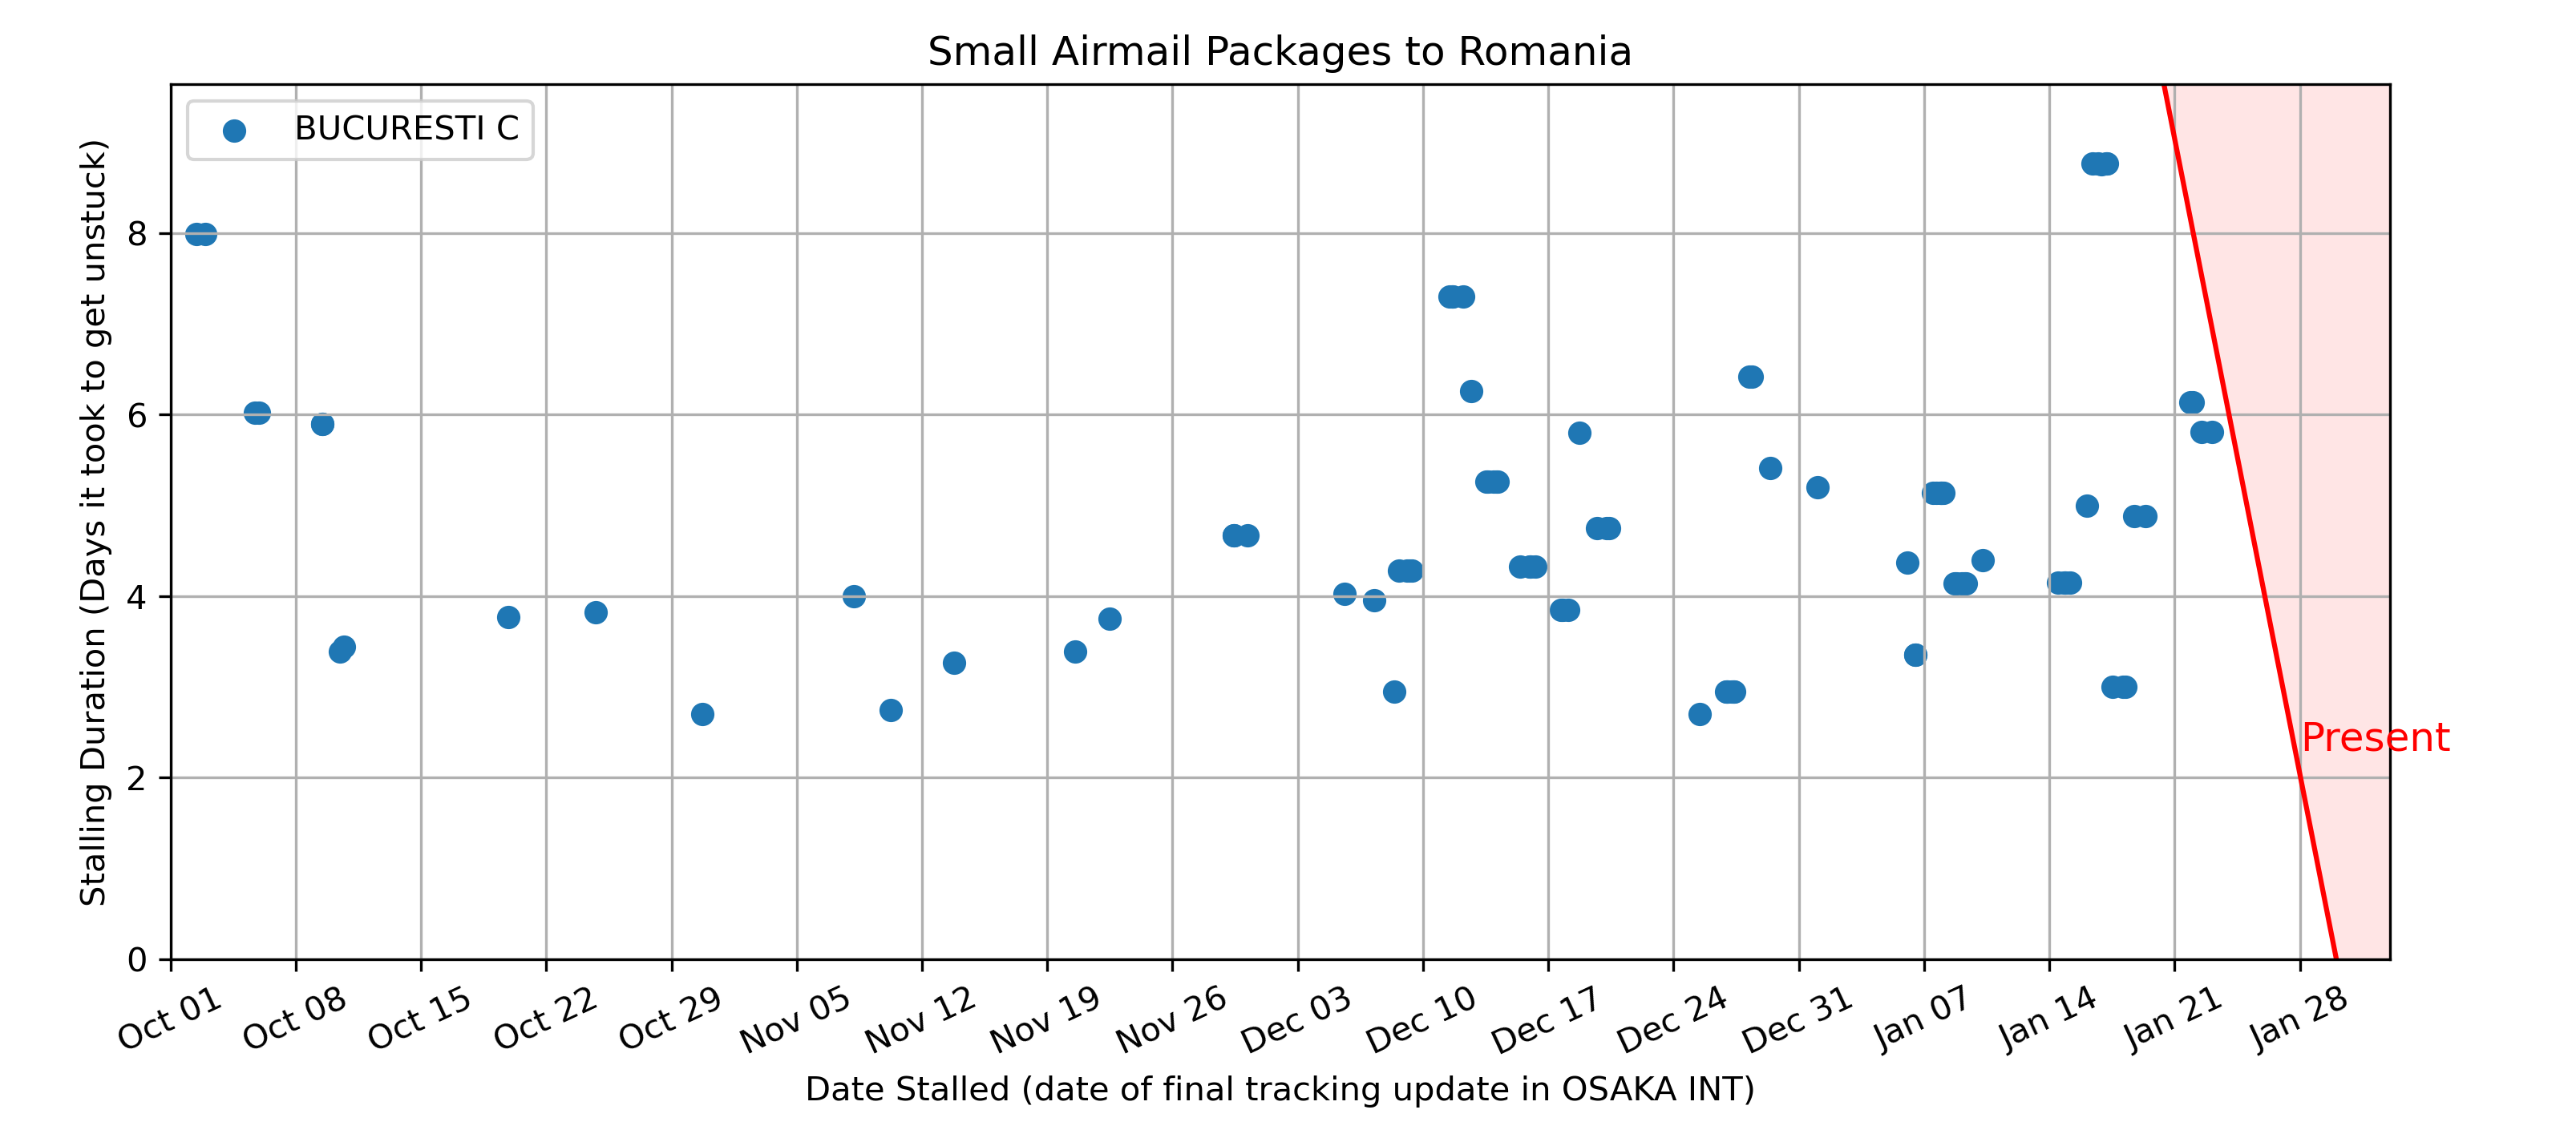 Small Airmail Packages to Romania
BUCURESTI C
Stalling Duration (Days it took to get unstuck)
8
6
4
2
0
Present
Oct 01
Oct 08
Oct 15
Oct 22
Oct 29
Nov 05
Nov 12
Nov 19
Nov 26
Dec 03
Dec 10
Dec 17
Dec 24
Dec 31
Jan 07
Jan 14
Jan 21
Jan 28
Date Stalled (date of final tracking update in OSAKA INT)